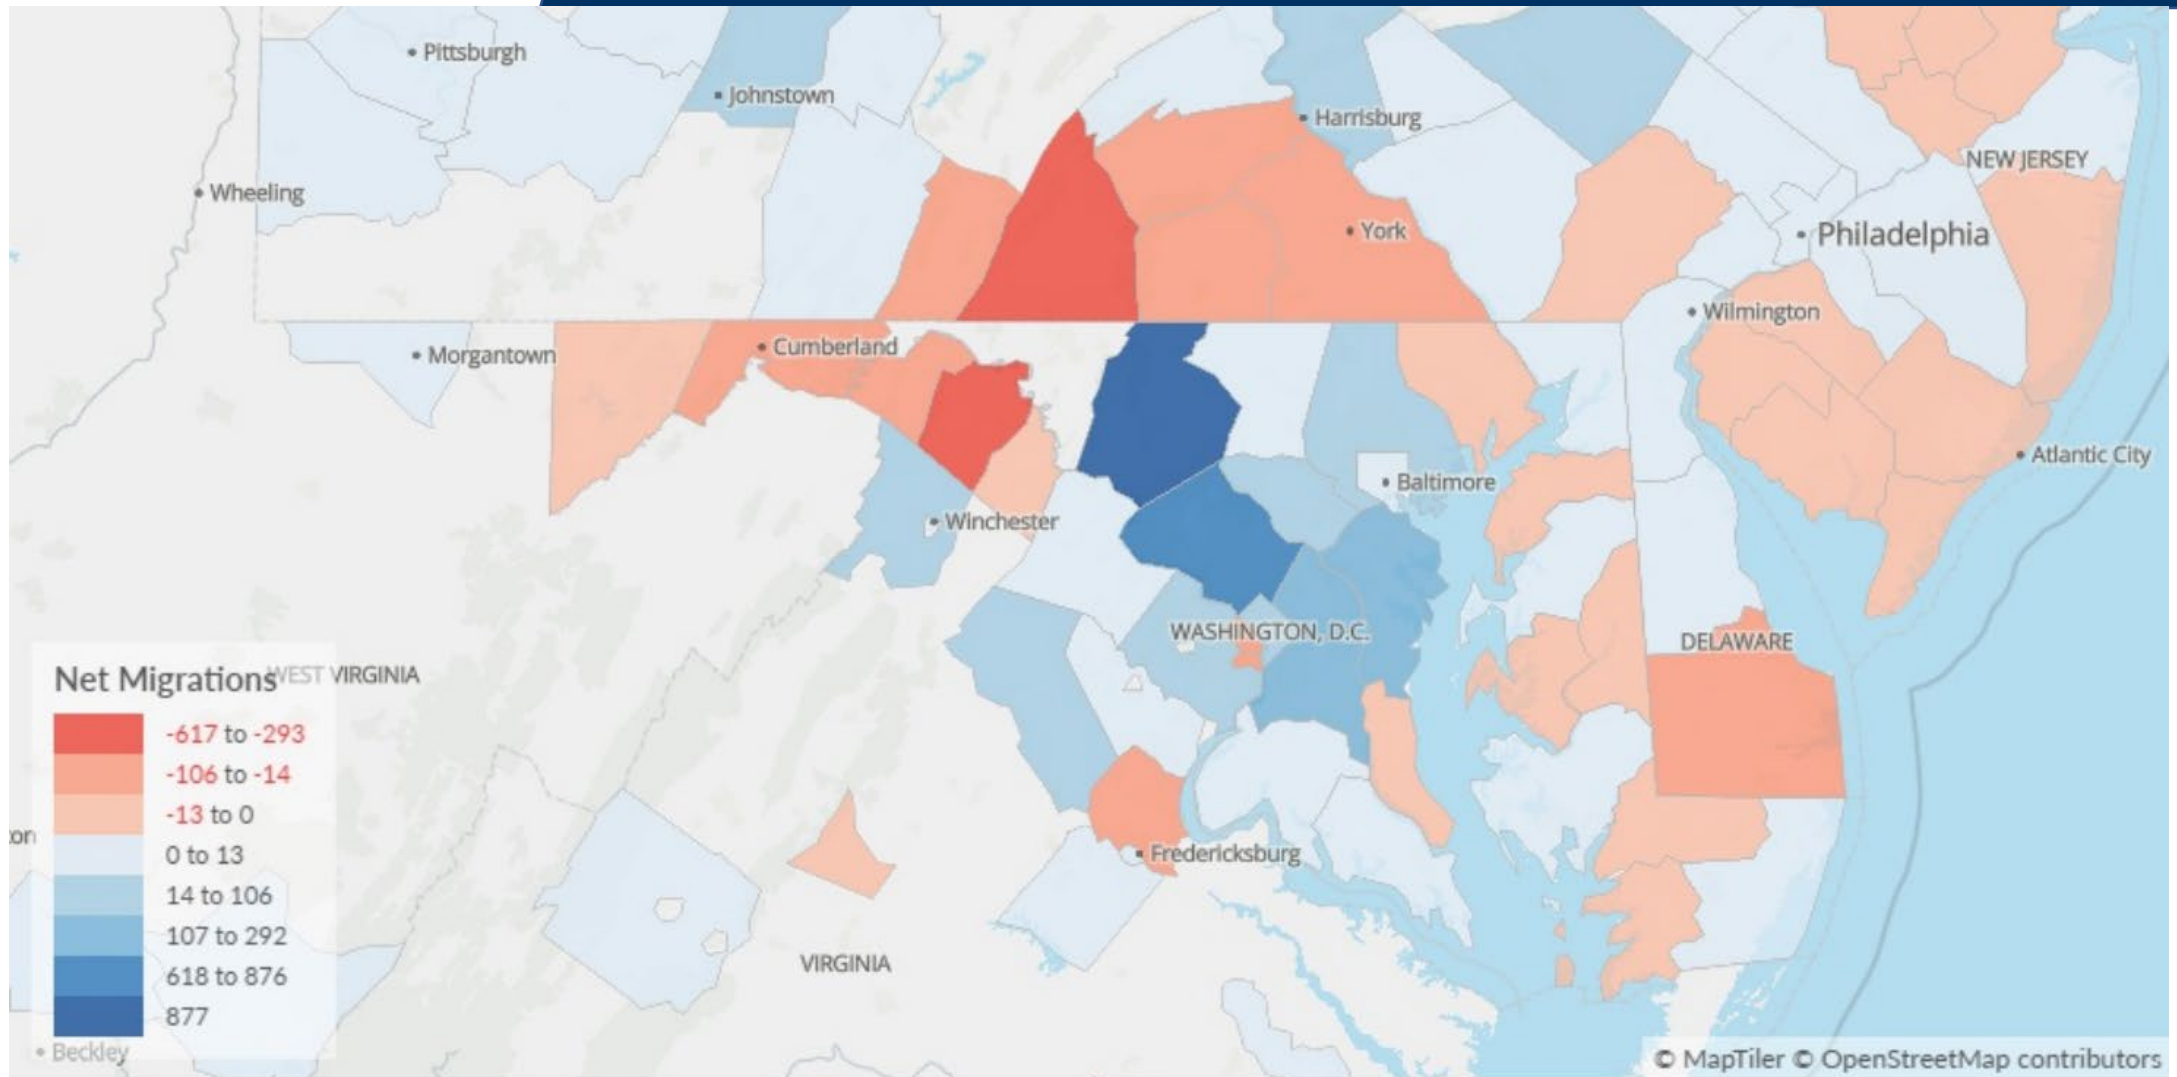 Pittsburgh
Johnstown
Harrisburg
NEW JERSEY
Wheeling
York
Philadelphia
Wilmington
Cumberland
Morgantown
Atlantic City
Baltimore
Winchester
WASHINGTON, D.C.
DELAWARE
WEST VIRGINIA
Fredericksburg
VIRGINIA
on
Net Migrations
-617 to -293
-106 to -14
-13 to 0
0 to 13
14 to 106
107 to 292
618 to 876
877
Beckley
© MapTiler © OpenStreetMap contributors